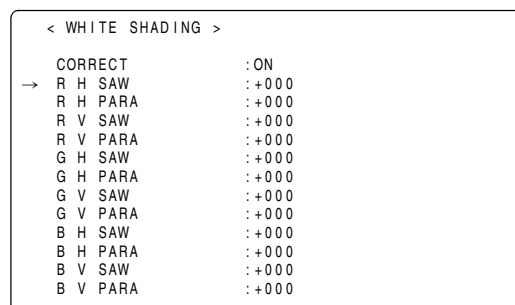 < WHITE SHADING >
CORRECT :ON
→ R H SAW :+000
R H PARA :+000
R V SAW :+000
R V PARA :+000
G H SAW :+000
G H PARA :+000
G V SAW :+000
G V PARA :+000
B H SAW :+000
B H PARA :+000
B V SAW :+000
B V PARA :+000